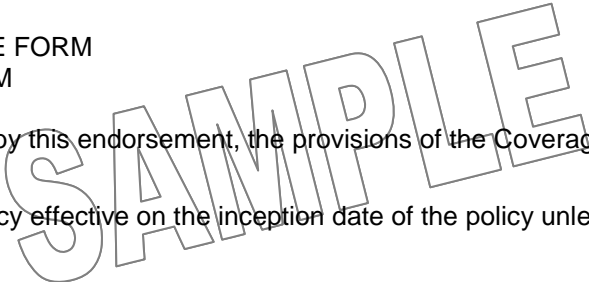 E FORM
M
by this endorsement, the provisions of the Coverag
cy effective on the inception date of the policy unle
SAMPLE